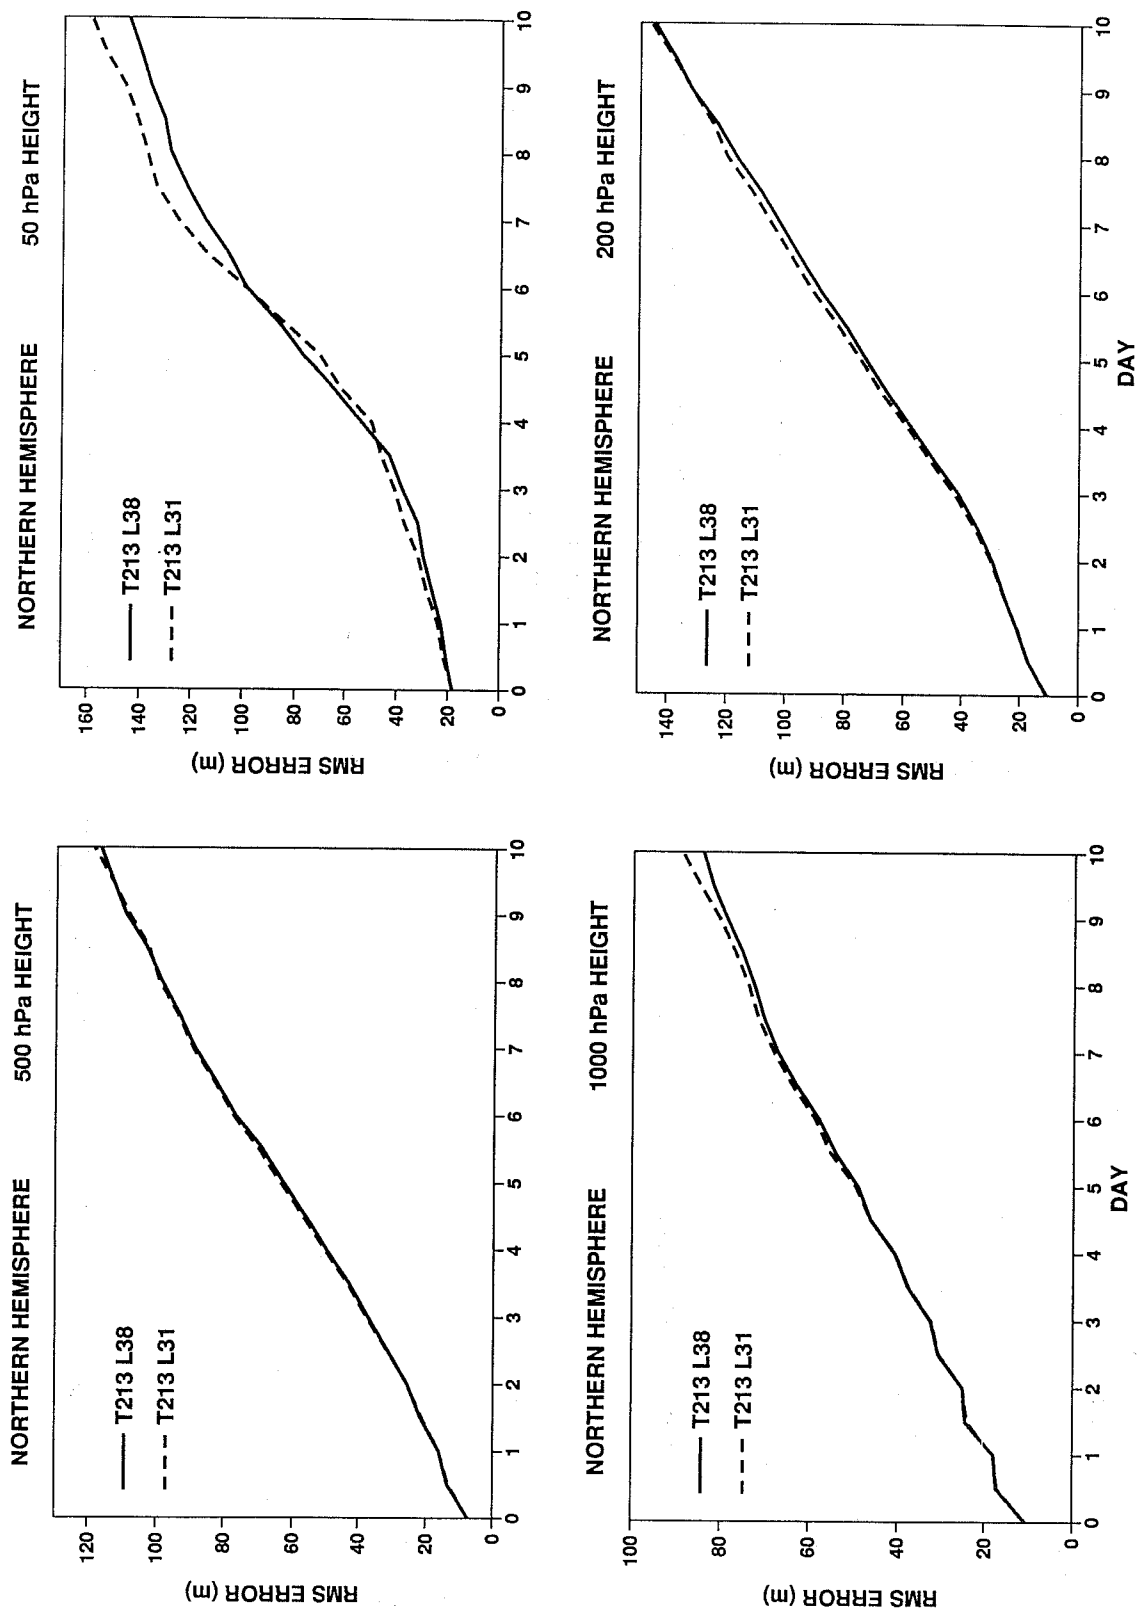 NORTHERN HEMISPHERE 500 hPa HEIGHT
T213 L38
T213 L31
RMS ERROR (m)
120
100
80
60
40
20
0
0 1 2 3 4 5 6 7 8 9 10
NORTHERN HEMISPHERE 50 hPa HEIGHT
T213 L38
T213 L31
RMS ERROR (m)
160
140
120
100
80
60
40
20
0
0 1 2 3 4 5 6 7 8 9 10
NORTHERN HEMISPHERE 1000 hPa HEIGHT
T213 L38
T213 L31
RMS ERROR (m)
100
80
60
40
20
0
0 1 2 3 4 5 6 7 8 9 10
DAY
NORTHERN HEMISPHERE 200 hPa HEIGHT
T213 L38
T213 L31
RMS ERROR (m)
140
120
100
80
60
40
20
0
0 1 2 3 4 5 6 7 8 9 10
DAY